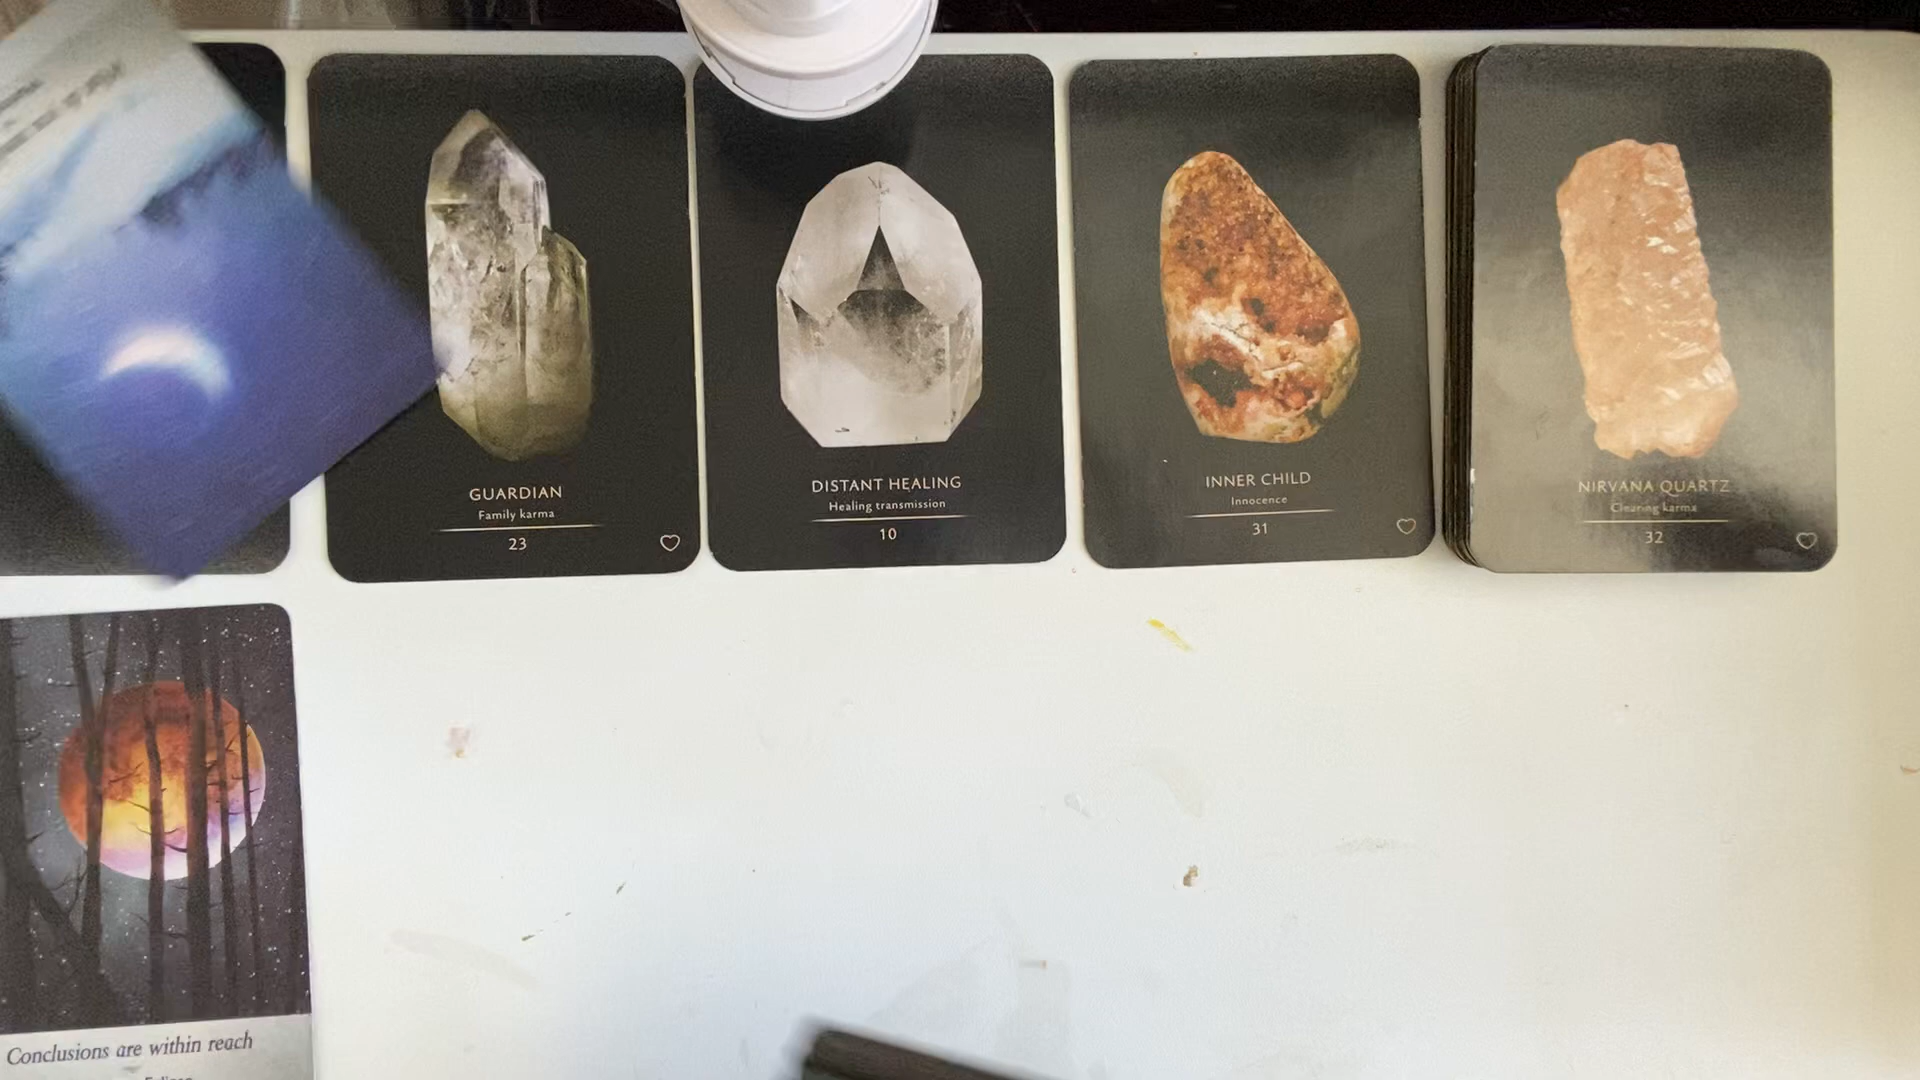 GUARDIAN
Family karma
23
DISTANT HEALING
Healing transmission
10
INNER CHILD
Innocence
31
NIRVANA QUARTZ
Clearing karma
32
Conclusions are within reach